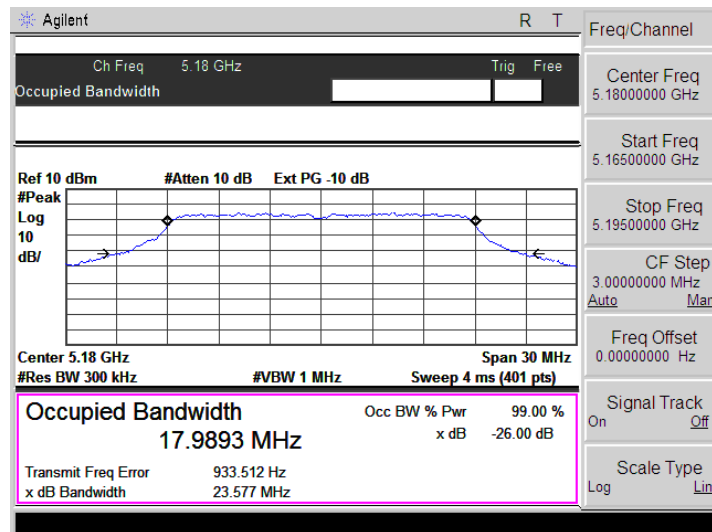 Agilent R T
Ch Freq 5.18 GHz Trig Free
Occupied Bandwidth
Ref 10 dBm #Atten 10 dB Ext PG -10 dB
#Peak
Log
10
dB/
Center 5.18 GHz Span 30 MHz
#Res BW 300 kHz #VBW 1 MHz Sweep 4 ms (401 pts)
Occupied Bandwidth Occ BW % Pwr 99.00 %
17.9893 MHz x dB -26.00 dB
Transmit Freq Error 933.512 Hz
x dB Bandwidth 23.577 MHz
Freq/Channel
Center Freq
5.18000000 GHz
Start Freq
5.16500000 GHz
Stop Freq
5.19500000 GHz
CF Step
3.00000000 MHz
Auto Man
Freq Offset
0.00000000 Hz
Signal Track
On Off
Scale Type
Log Lin